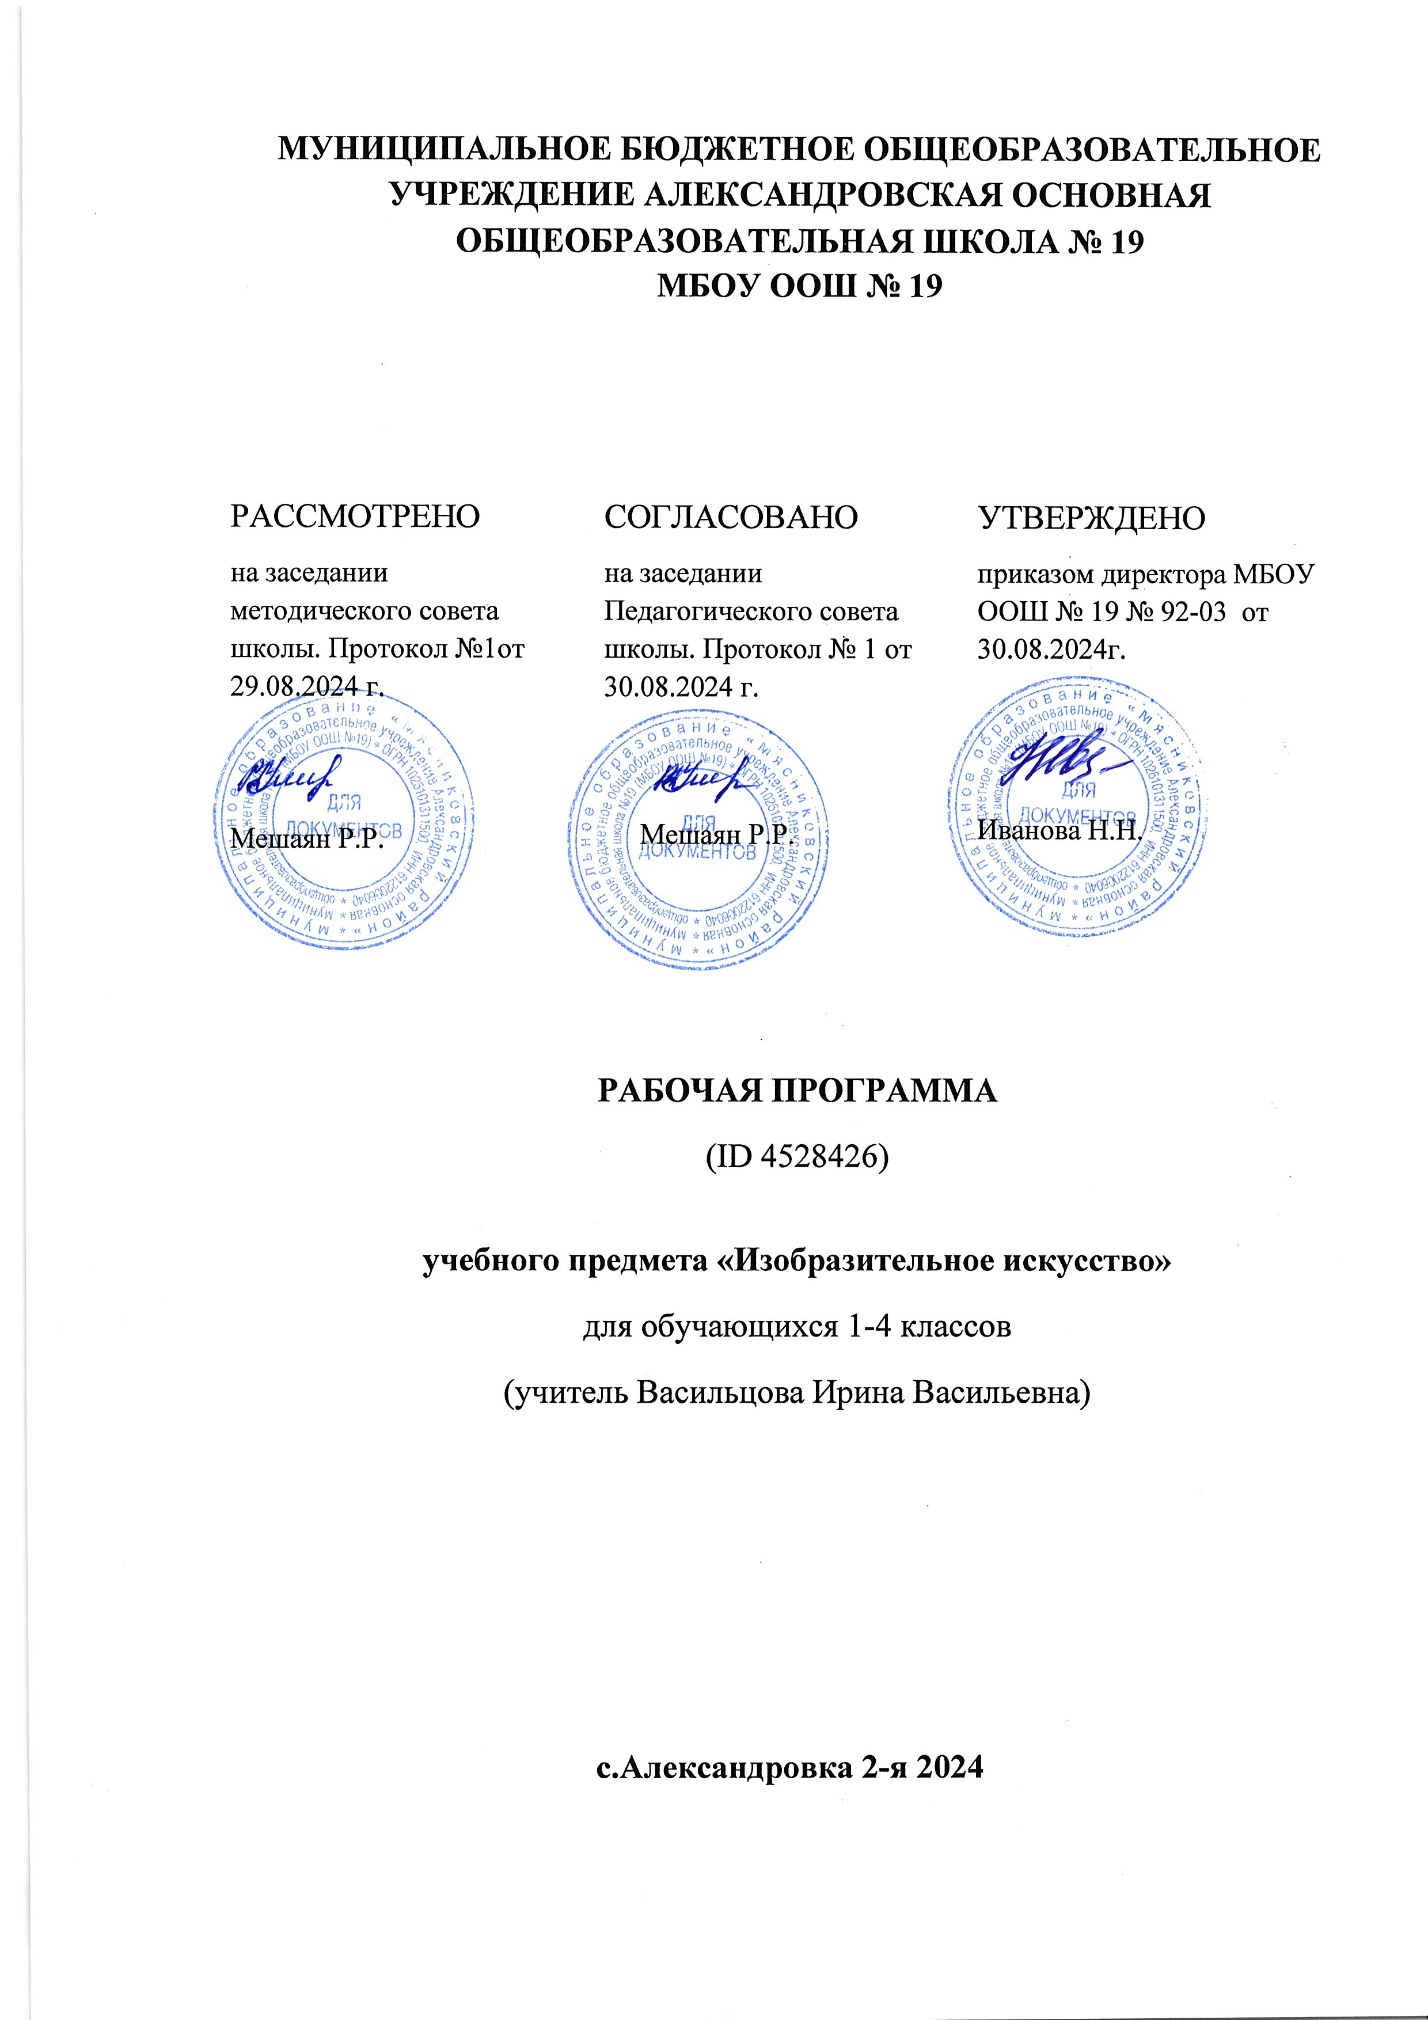 МУНИЦИПАЛЬНОЕ БЮДЖЕТНОЕ ОБЩЕОБРАЗОВАТЕЛЬНОЕ
УЧРЕЖДЕНИЕ АЛЕКСАНДРОВСКАЯ ОСНОВНАЯ
ОБЩЕОБРАЗОВАТЕЛЬНАЯ ШКОЛА № 19
МБОУ ООШ № 19
РАССМОТРЕНО
на заседании
методического совета
школы. Протокол №1от
29.08.2024 г.
Мешаян Р.Р.
СОГЛАСОВАНО
на заседании
Педагогического совета
школы. Протокол № 1 от
30.08.2024 г.
Мешаян Р.Р.
УТВЕРЖДЕНО
приказом директора МБОУ
ООШ № 19 № 92-03 от
30.08.2024г.
Иванова Н.Н.
ДЛЯ
ДОКУМЕНТОВ
ДЛЯ
ДОКУМЕНТОВ
ДЛЯ
ДОКУМЕНТОВ
РАБОЧАЯ ПРОГРАММА
(ID 4528426)
учебного предмета «Изобразительное искусство»
для обучающихся 1-4 классов
(учитель Васильцова Ирина Васильевна)
с.Александровка 2-я 2024